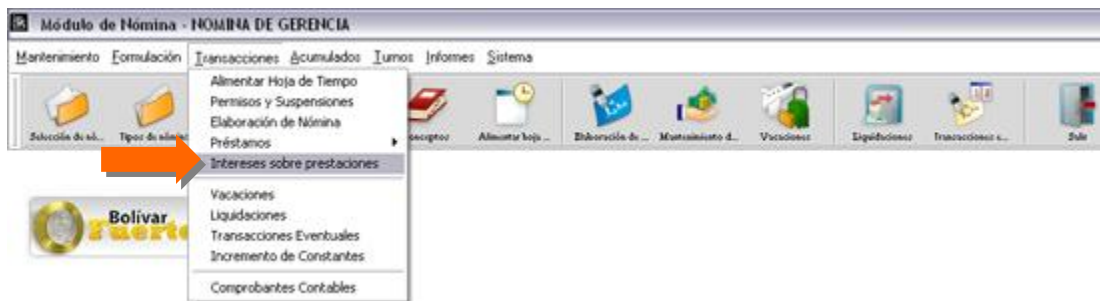 Módulo de Nómina - NOMINA DE GERENCIA
Mantenimiento Formulación Transacciones Acumulados Turnos Informes Sistema
Alimentar Hoja de Tiempo
Permisos y Suspensiones
Elaboración de Nómina
Préstamos
Intereses sobre prestaciones
Vacaciones
Liquidaciones
Transacciones Eventuales
Incremento de Constantes
Comprobantes Contables
Selección de nó... Tipos de nómina Alimentar hoja ... Elaboración de ... Mantenimiento d... Vacaciones Liquidaciones Transacciones e... Sale
Bolívar
Fuerte